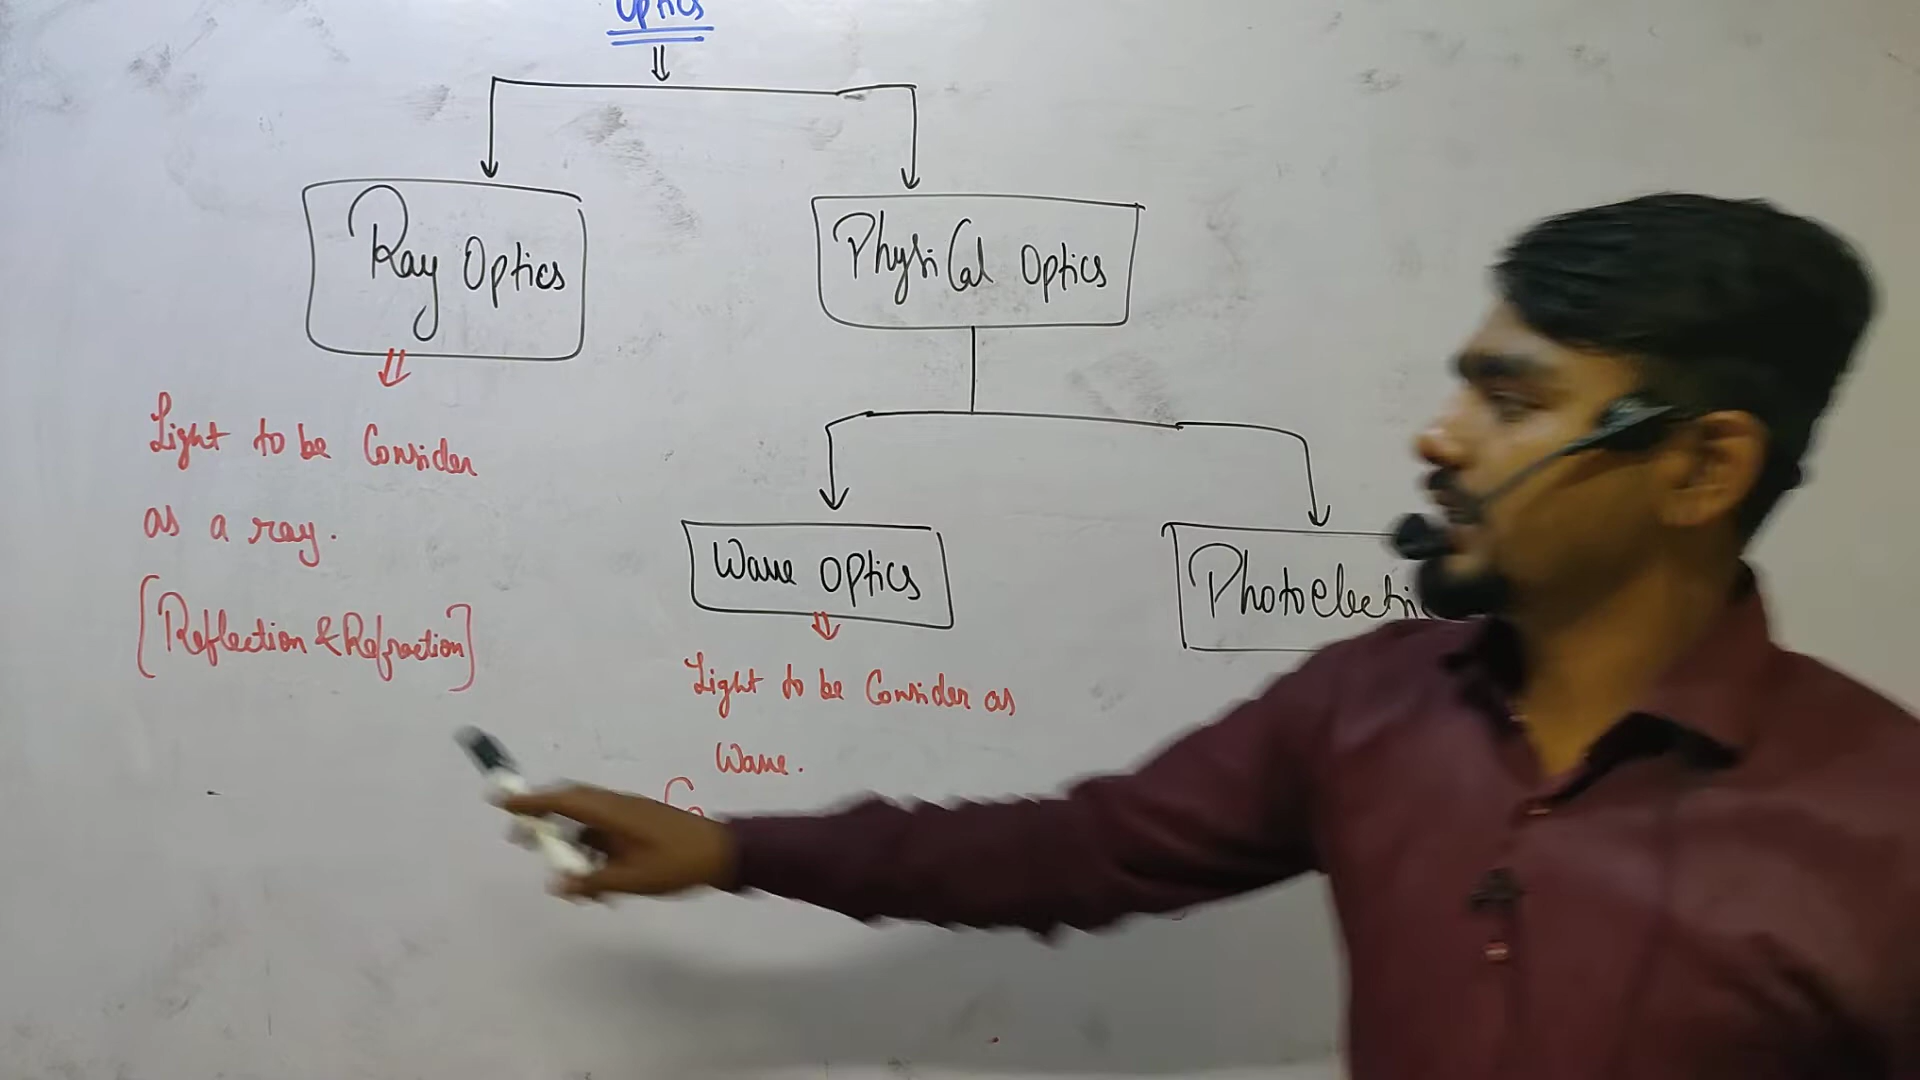 Optics
Ray Optics
Physical Optics
Light to be Consider
as a ray.
[Reflection & Refraction]
Wave Optics
Light to be Consider as
Wave.
Photoelectric